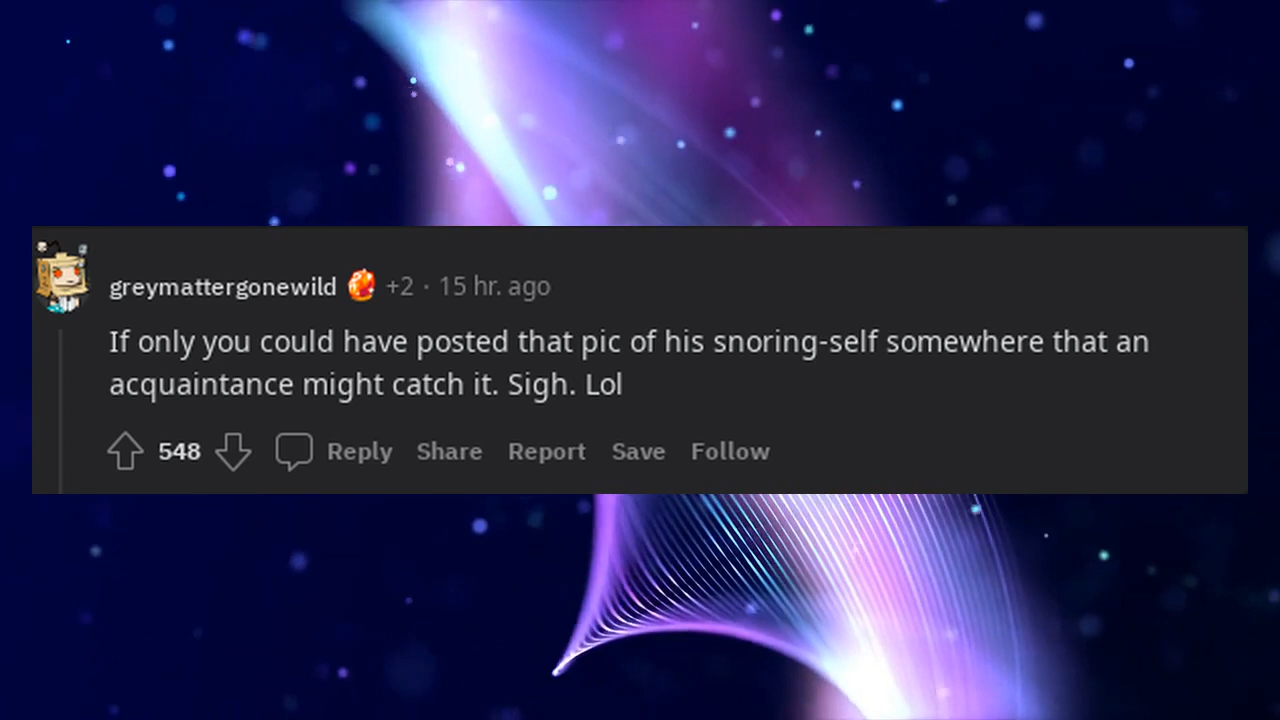 greymattergonewild +2 · 15 hr. ago
If only you could have posted that pic of his snoring-self somewhere that an
acquaintance might catch it. Sigh. Lol
548 Reply Share Report Save Follow